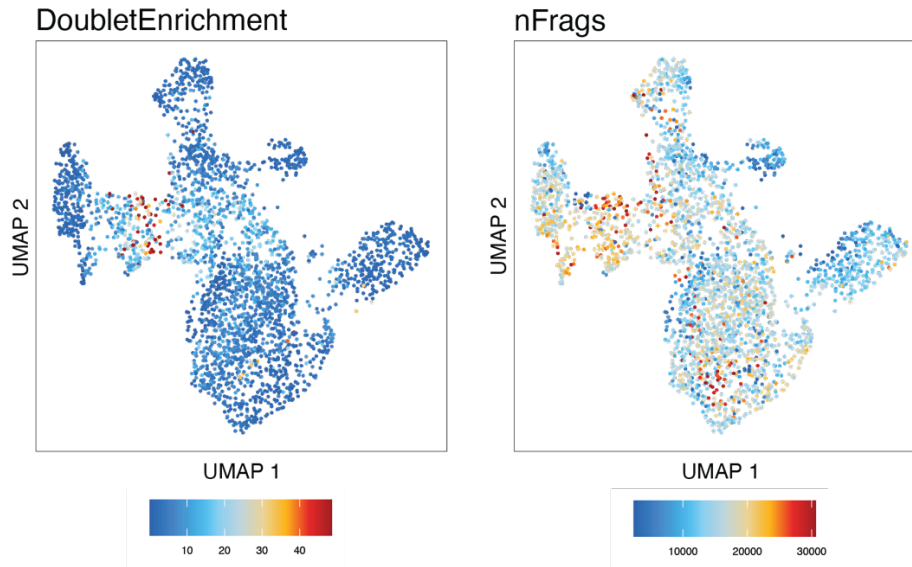 DoubletEnrichment
nFrags
UMAP 2
UMAP 2
UMAP 1
UMAP 1
10 20 30 40
10000 20000 30000